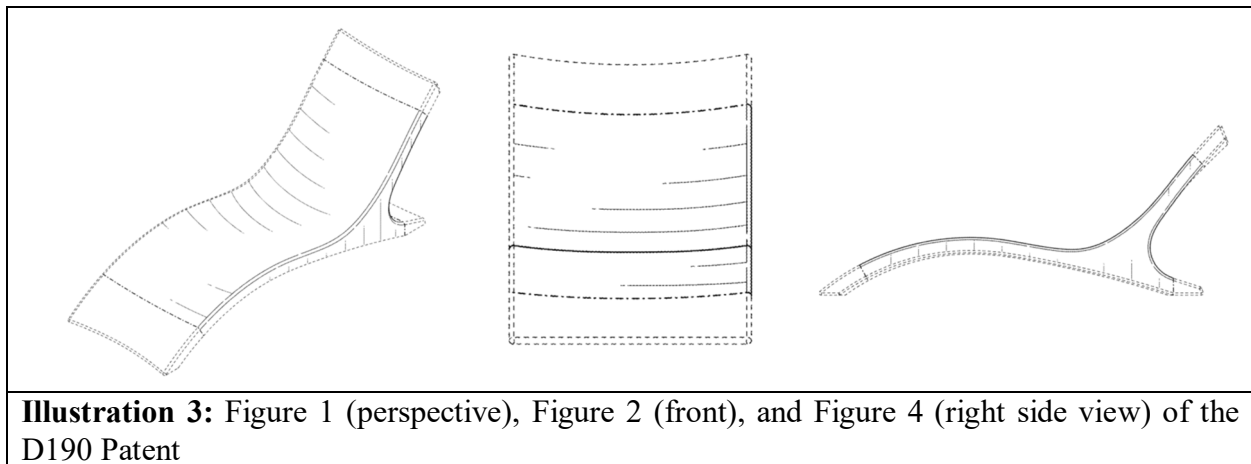 Illustration 3: Figure 1 (perspective), Figure 2 (front), and Figure 4 (right side view) of the
D190 Patent